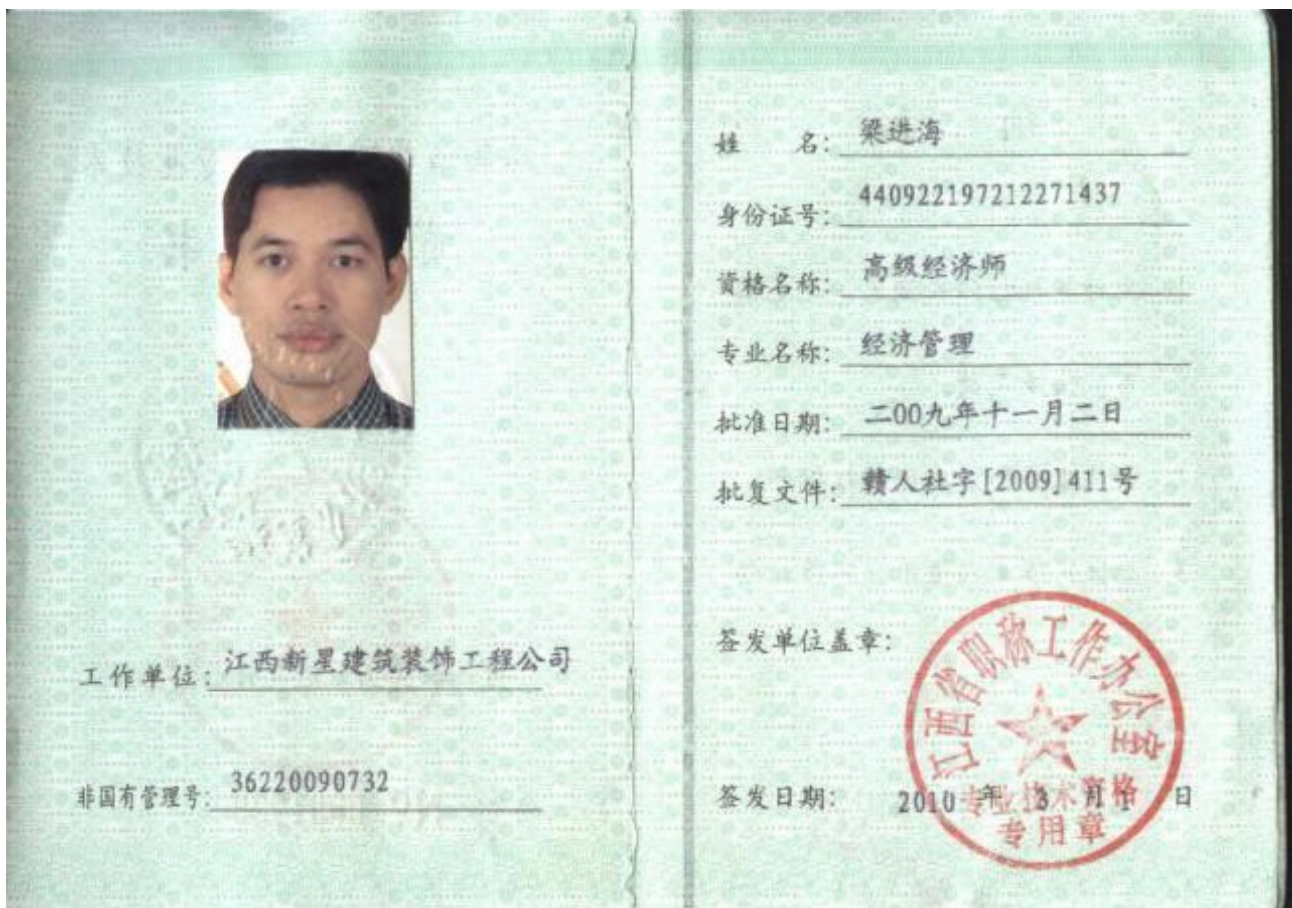 工作单位:江西新星建筑装饰工程公司
非国有管理号:36220090732
姓 名:梁进海
身份证号:440922197212271437
资格名称:高级经济师
专业名称:经济管理
批准日期:二00九年十一月二日
批复文件:赣人社字[2009]411号
签发单位盖章:
江西省职称工作办公室
专业技术资格
专用章
签发日期: 2010 年 3 月 1 日